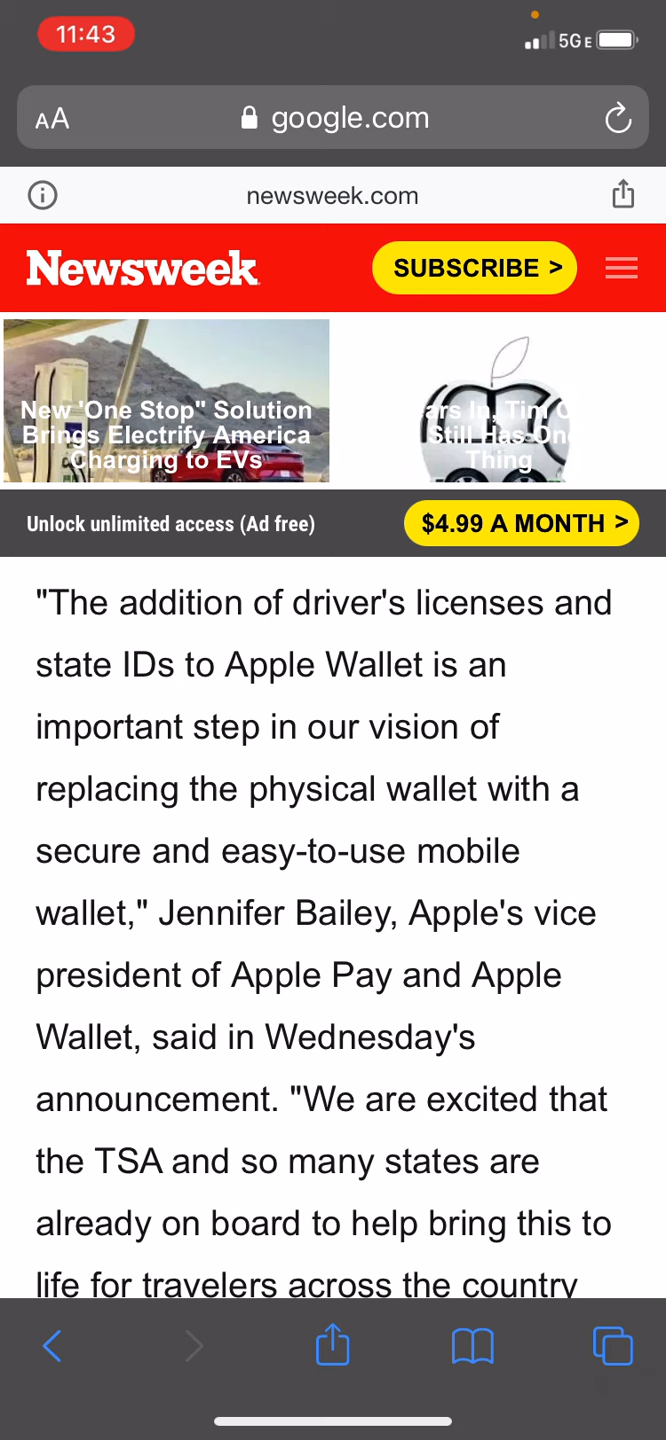 11:43
5GE
AA
google.com
newsweek.com
Newsweek
SUBSCRIBE >
New 'One Stop" Solution
Brings Electrify America
Charging to EVs
In, Tim
Still Has
Thing
Unlock unlimited access (Ad free)
$4.99 A MONTH >
"The addition of driver's licenses and
state IDs to Apple Wallet is an
important step in our vision of
replacing the physical wallet with a
secure and easy-to-use mobile
wallet," Jennifer Bailey, Apple's vice
president of Apple Pay and Apple
Wallet, said in Wednesday's
announcement. "We are excited that
the TSA and so many states are
already on board to help bring this to
life for travelers across the country